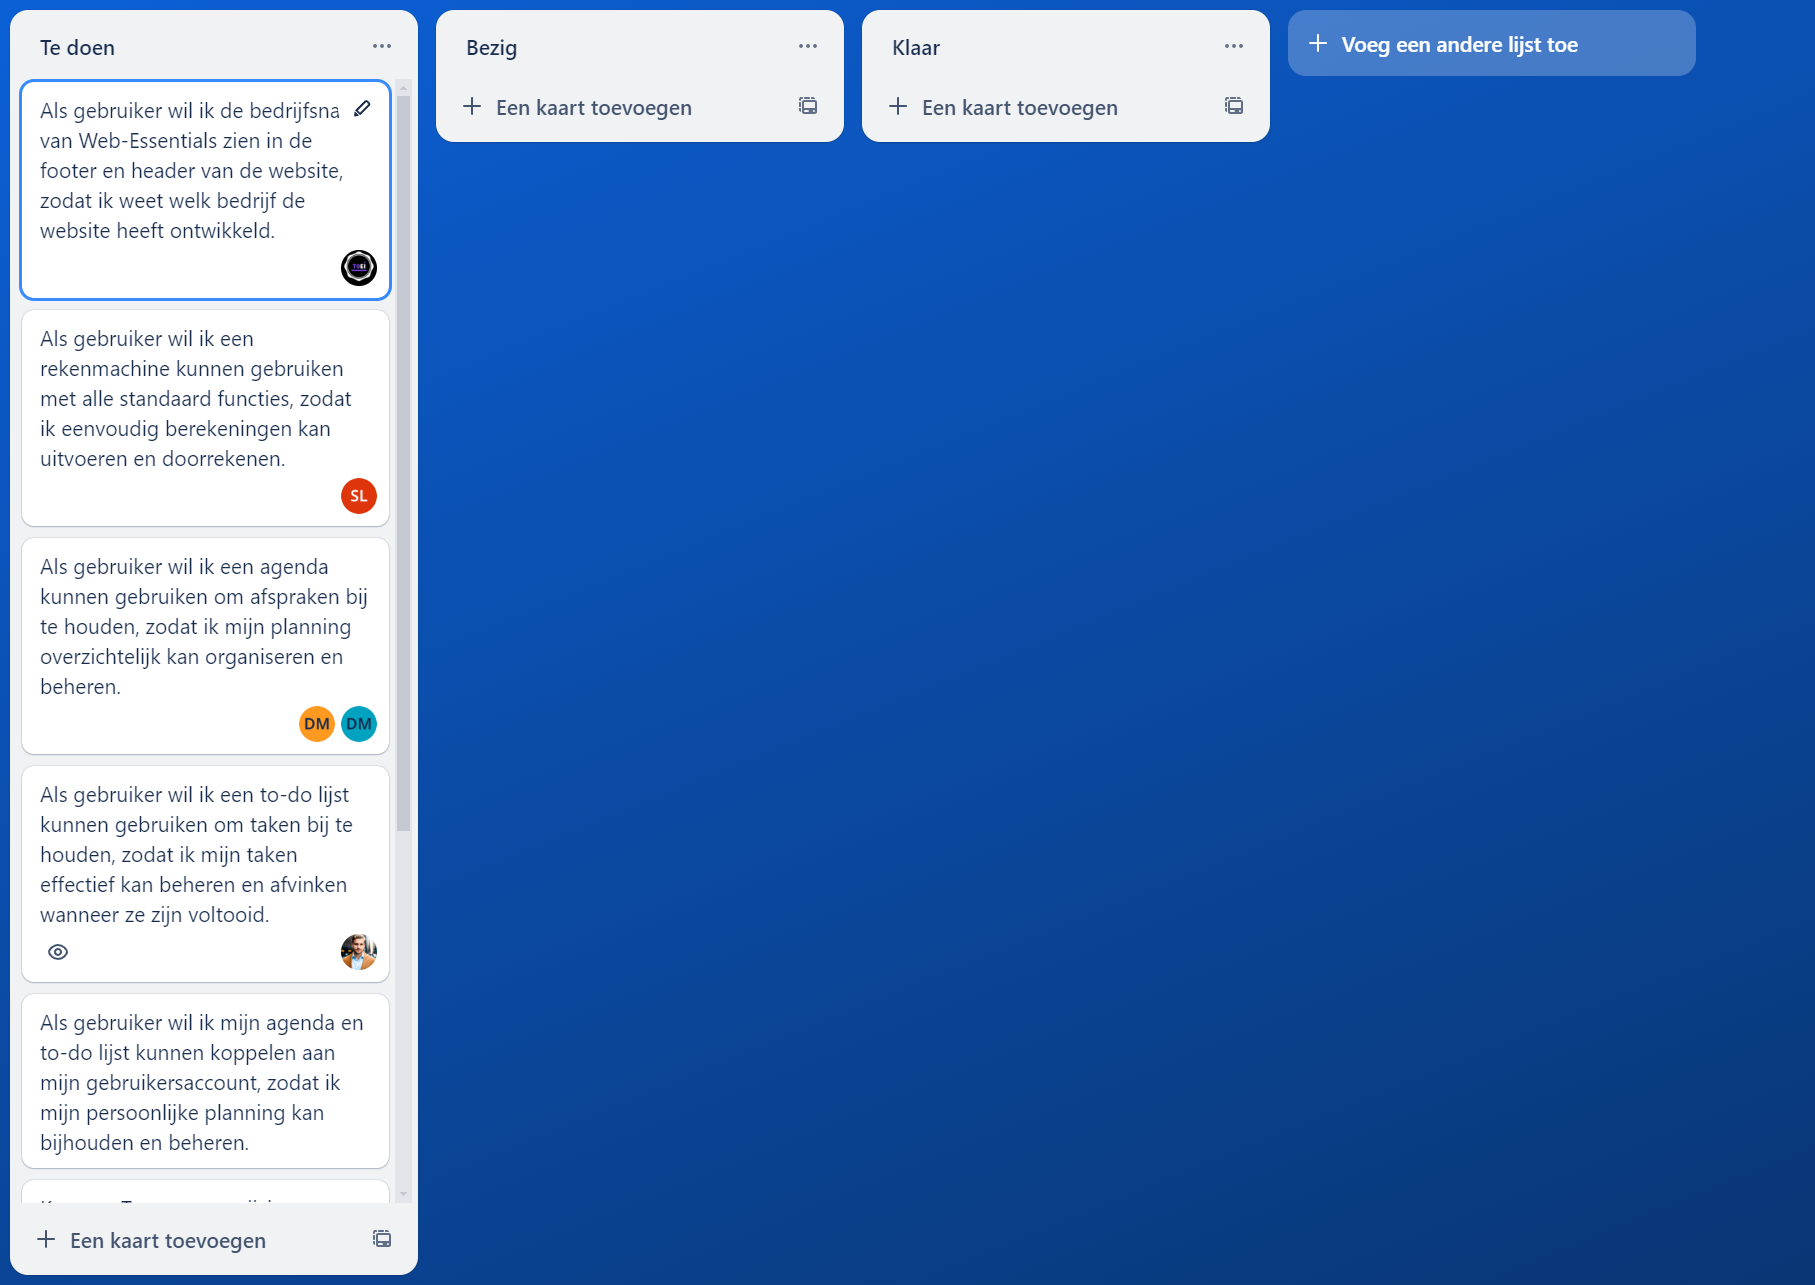 Te doen
Als gebruiker wil ik de bedrijfsna
van Web-Essentials zien in de
footer en header van de website,
zodat ik weet welk bedrijf de
website heeft ontwikkeld.
Als gebruiker wil ik een
rekenmachine kunnen gebruiken
met alle standaard functies, zodat
ik eenvoudig berekeningen kan
uitvoeren en doorrekenen.
SL
Als gebruiker wil ik een agenda
kunnen gebruiken om afspraken bij
te houden, zodat ik mijn planning
overzichtelijk kan organiseren en
beheren.
DM DM
Als gebruiker wil ik een to-do lijst
kunnen gebruiken om taken bij te
houden, zodat ik mijn taken
effectief kan beheren en afvinken
wanneer ze zijn voltooid.
Als gebruiker wil ik mijn agenda en
to-do lijst kunnen koppelen aan
mijn gebruikersaccount, zodat ik
mijn persoonlijke planning kan
bijhouden en beheren.
Een kaart toevoegen
Bezig
Een kaart toevoegen
Klaar
Een kaart toevoegen
Voeg een andere lijst toe